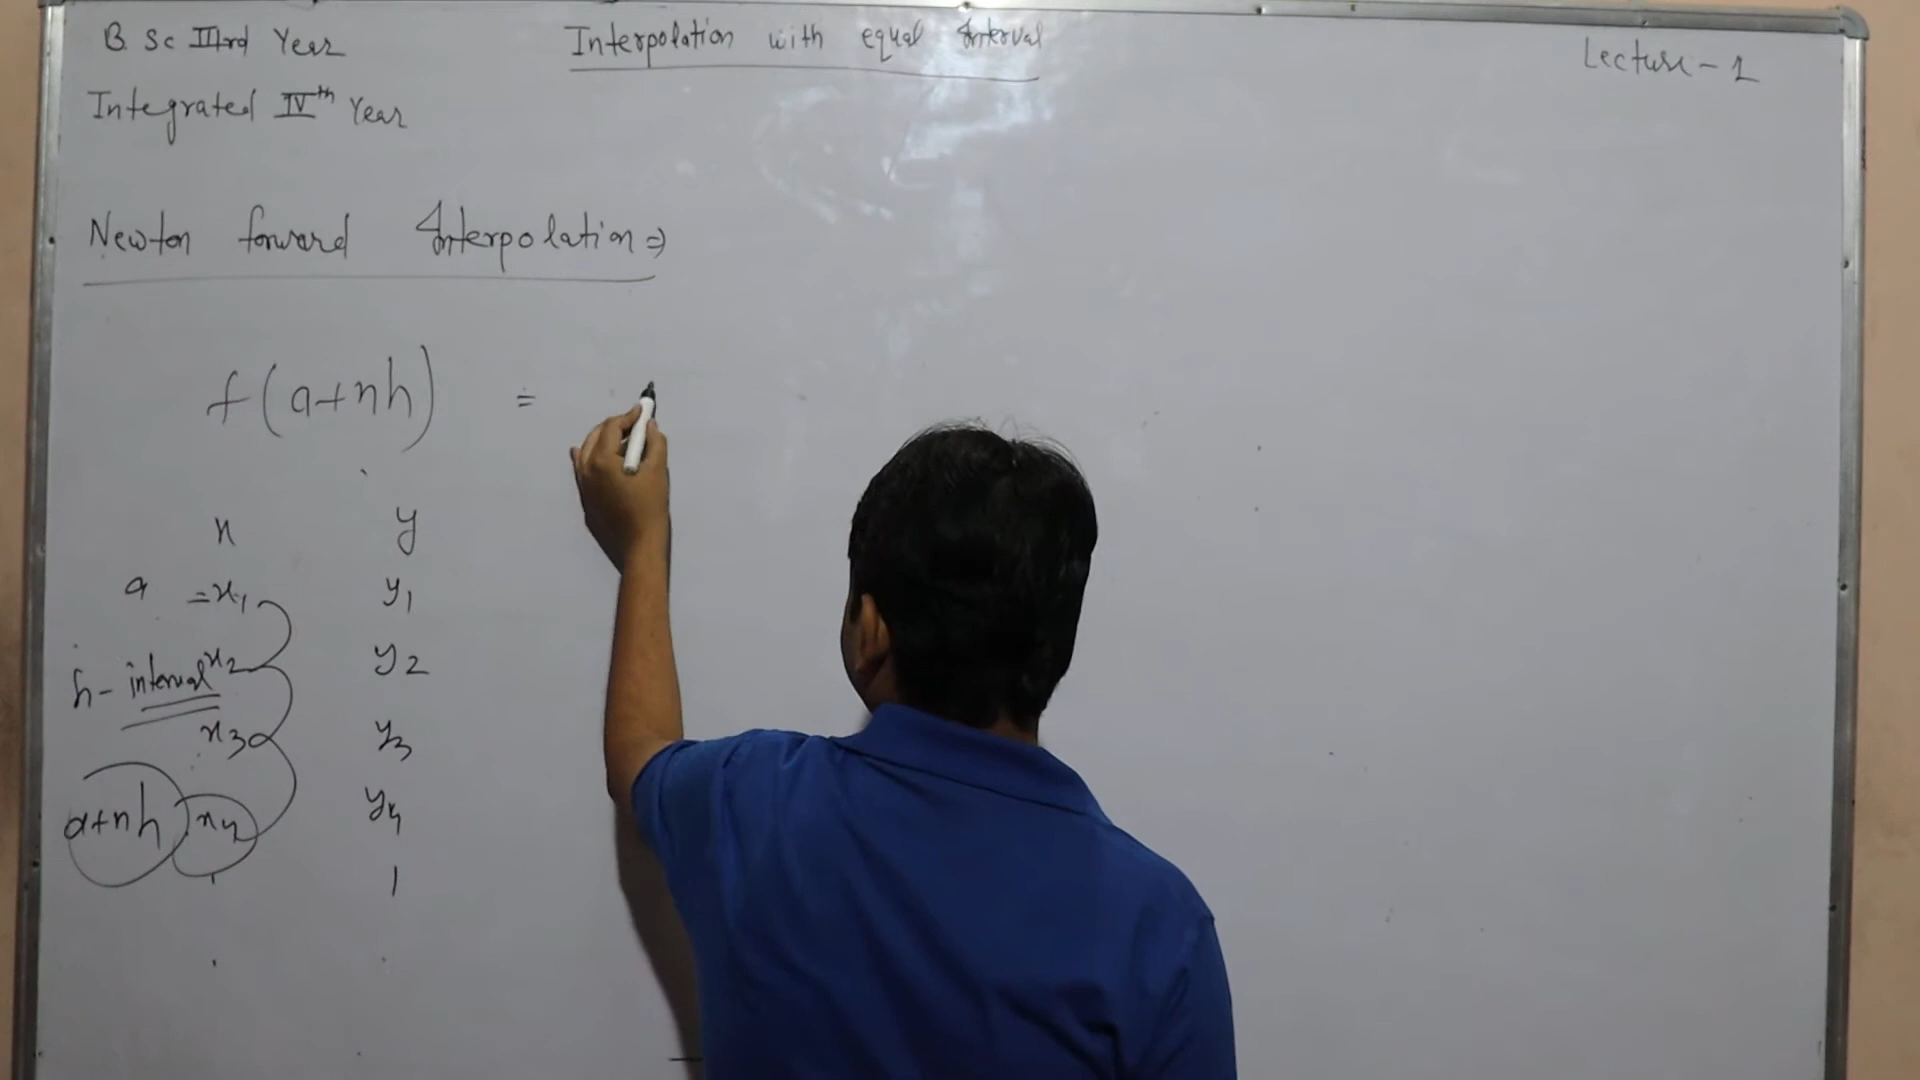 B Sc IIIrd Year
Interpolation with equal Interval
Lecture - 1
Integrated IVth Year
Newton forward Interpolation ⇒
f(a+nh) =
x y
a = x1 y1
h - interval x2 y2
x3 y3
a+nh x4 y4